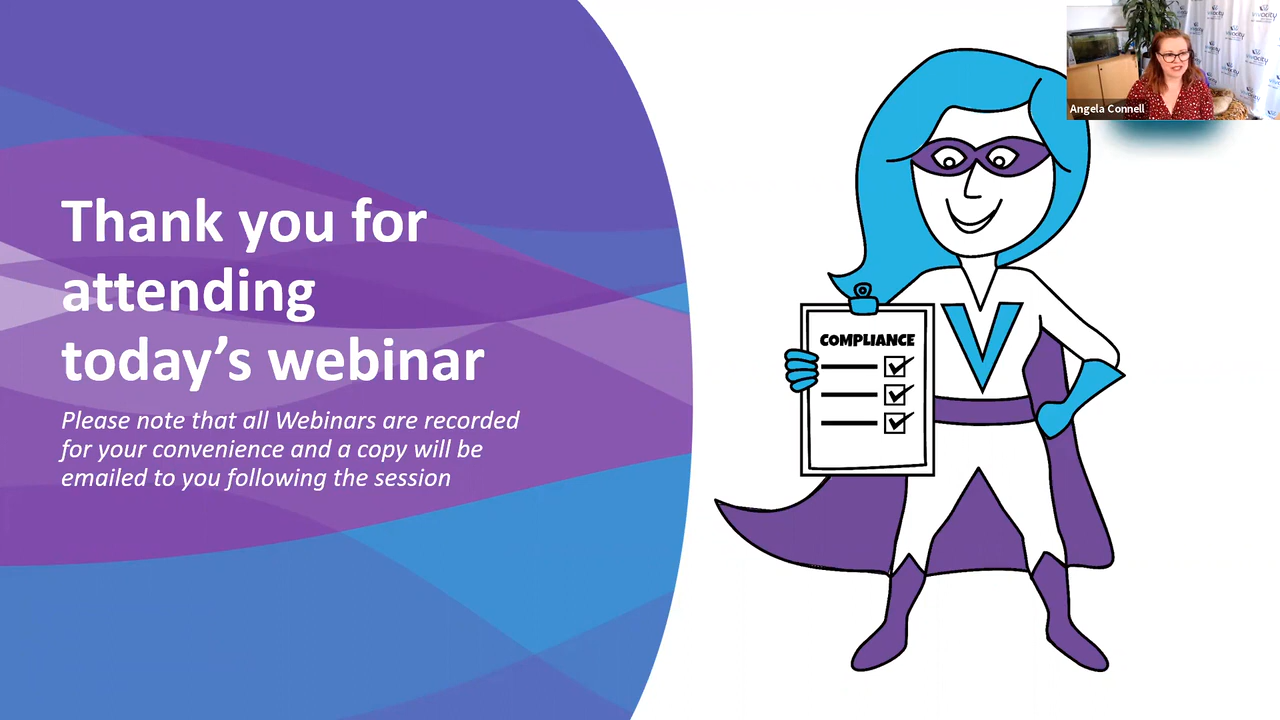 Thank you for
attending
today's webinar
Please note that all Webinars are recorded
for your convenience and a copy will be
emailed to you following the session
COMPLIANCE
V
Angela Connell
vivacity